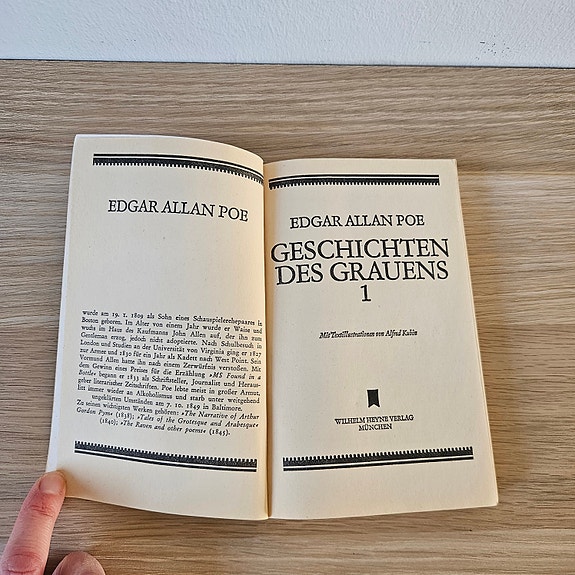 EDGAR ALLAN POE
wurde am 19. 1. 1809 als Sohn eines Schauspielerehepaares in
Boston geboren. Im Alter von einem Jahr wurde er Waise und
wuchs im Haus des Kaufmanns John Allen auf, der ihn zum
Gentleman erzog, jedoch nicht adoptierte. Nach Schulbesuch in
London und Studien an der Universität von Virginia ging er 1827
zur Armee und 1830 für ein Jahr als Kadett nach West Point. Sein
Vormund Allen hatte ihn nach einem Zerwürfnis verstoßen. Mit
dem Gewinn eines Preises für die Erzählung »MS Found in a
Bottle« begann er 1833 als Schriftsteller, Journalist und Heraus-
geber literarischer Zeitschriften. Poe lebte meist in großer Armut,
litt immer wieder an Alkoholismus und starb unter weitgehend
ungeklärten Umständen am 7. 10. 1849 in Baltimore.
Zu seinen wichtigsten Werken gehören: »The Narrative of Arthur
Gordon Pym« (1838); »Tales of the Grotesque and Arabesque«
(1840); »The Raven and other poems« (1845).
EDGAR ALLAN POE
GESCHICHTEN
DES GRAUENS
1
Mit Textillustrationen von Alfred Kubin
WILHELM HEYNE VERLAG
MÜNCHEN